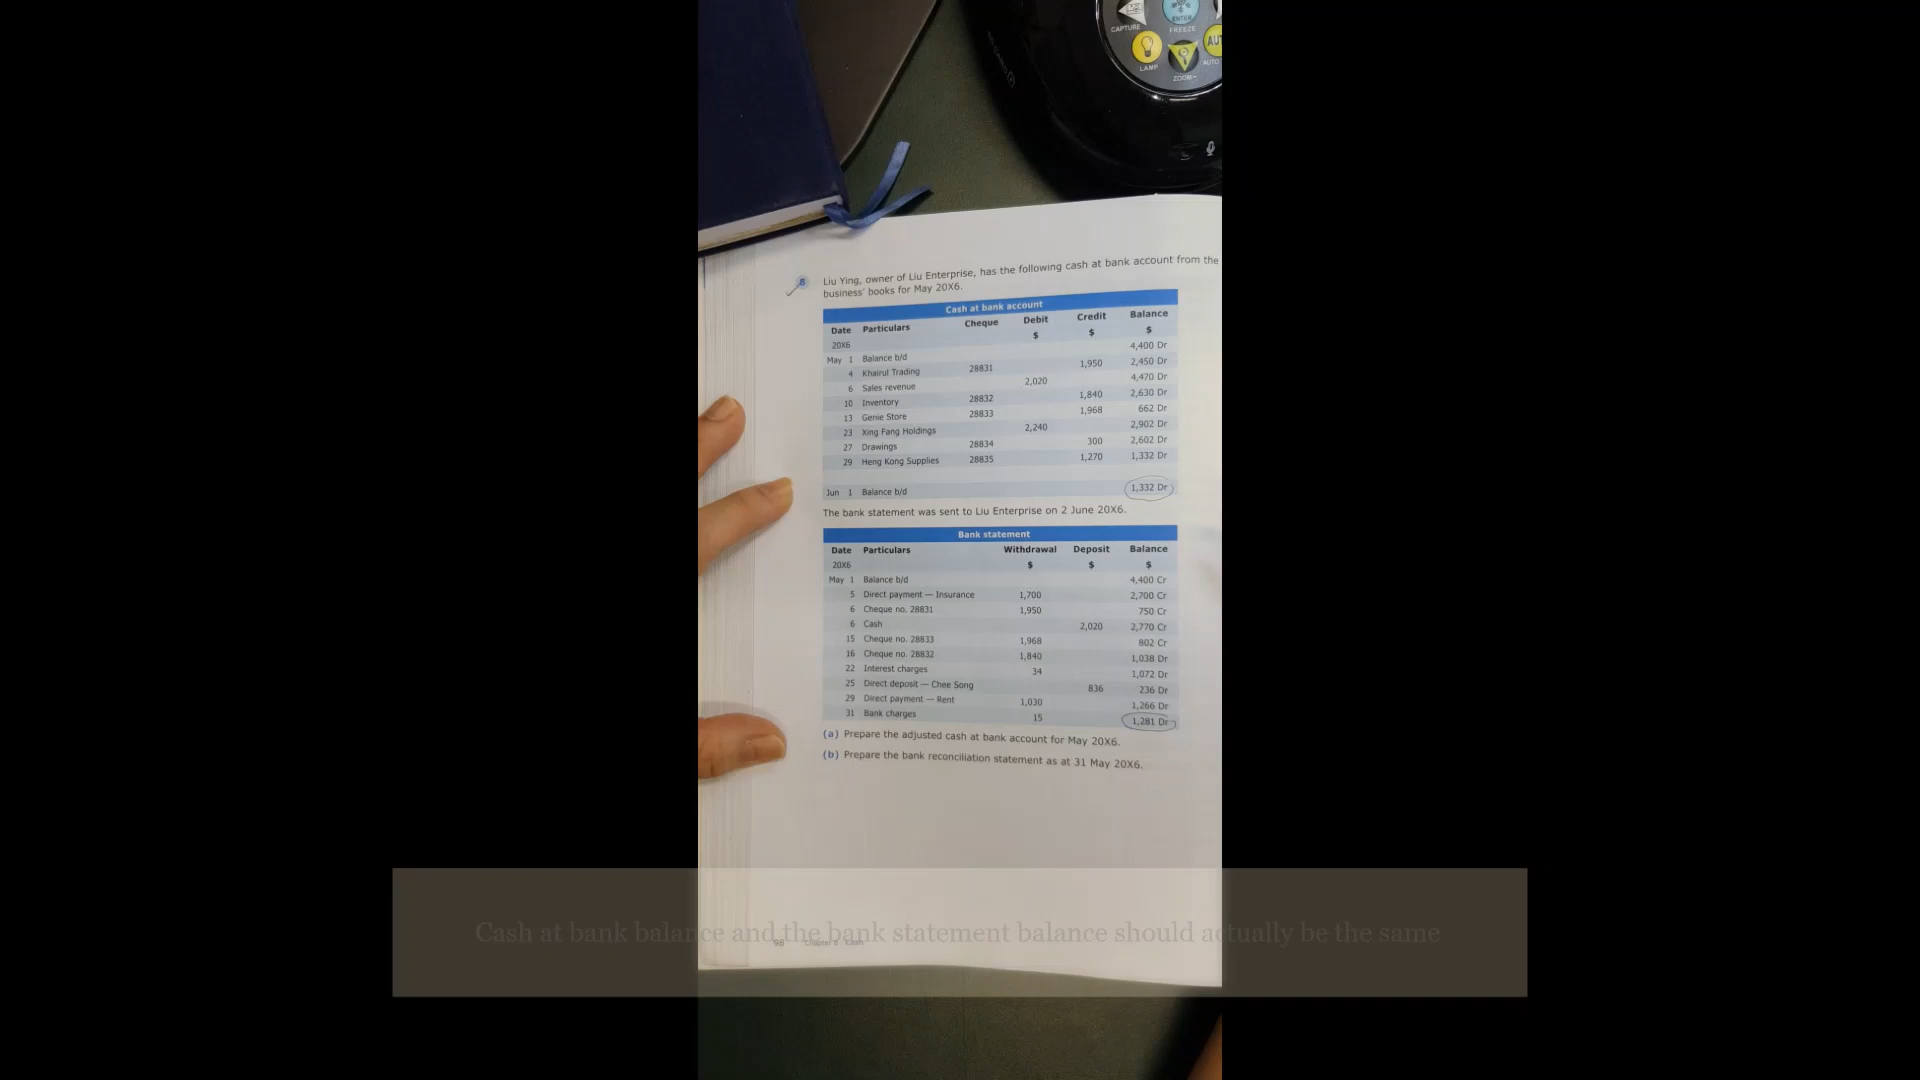 CAPTURE
ENTER
FREEZE
LAMP
ZOOM-
AUTO
8 Liu Ying, owner of Liu Enterprise, has the following cash at bank account from the
business' books for May 20X6.
Cash at bank account
Date Particulars Cheque Debit Credit Balance
20X6 $ $ $
May 1 Balance b/d 4,400 Dr
4 Khairul Trading 28831 1,950 2,450 Dr
6 Sales revenue 2,020 4,470 Dr
10 Inventory 28832 1,840 2,630 Dr
13 Genie Store 28833 1,968 662 Dr
23 Xing Fang Holdings 2,240 2,902 Dr
27 Drawings 28834 300 2,602 Dr
29 Heng Kong Supplies 28835 1,270 1,332 Dr
Jun 1 Balance b/d 1,332 Dr
The bank statement was sent to Liu Enterprise on 2 June 20X6.
Bank statement
Date Particulars Withdrawal Deposit Balance
20X6 $ $ $
May 1 Balance b/d 4,400 Cr
5 Direct payment — Insurance 1,700 2,700 Cr
6 Cheque no. 28831 1,950 750 Cr
6 Cash 2,020 2,770 Cr
15 Cheque no. 28833 1,968 802 Cr
16 Cheque no. 28832 1,840 1,038 Dr
22 Interest charges 34 1,072 Dr
25 Direct deposit — Chee Song 836 236 Dr
29 Direct payment — Rent 1,030 1,266 Dr
31 Bank charges 15 1,281 Dr
(a) Prepare the adjusted cash at bank account for May 20X6.
(b) Prepare the bank reconciliation statement as at 31 May 20X6.
Cash at bank balance and the bank statement balance should actually be the same
98 Chapter 8 Cash